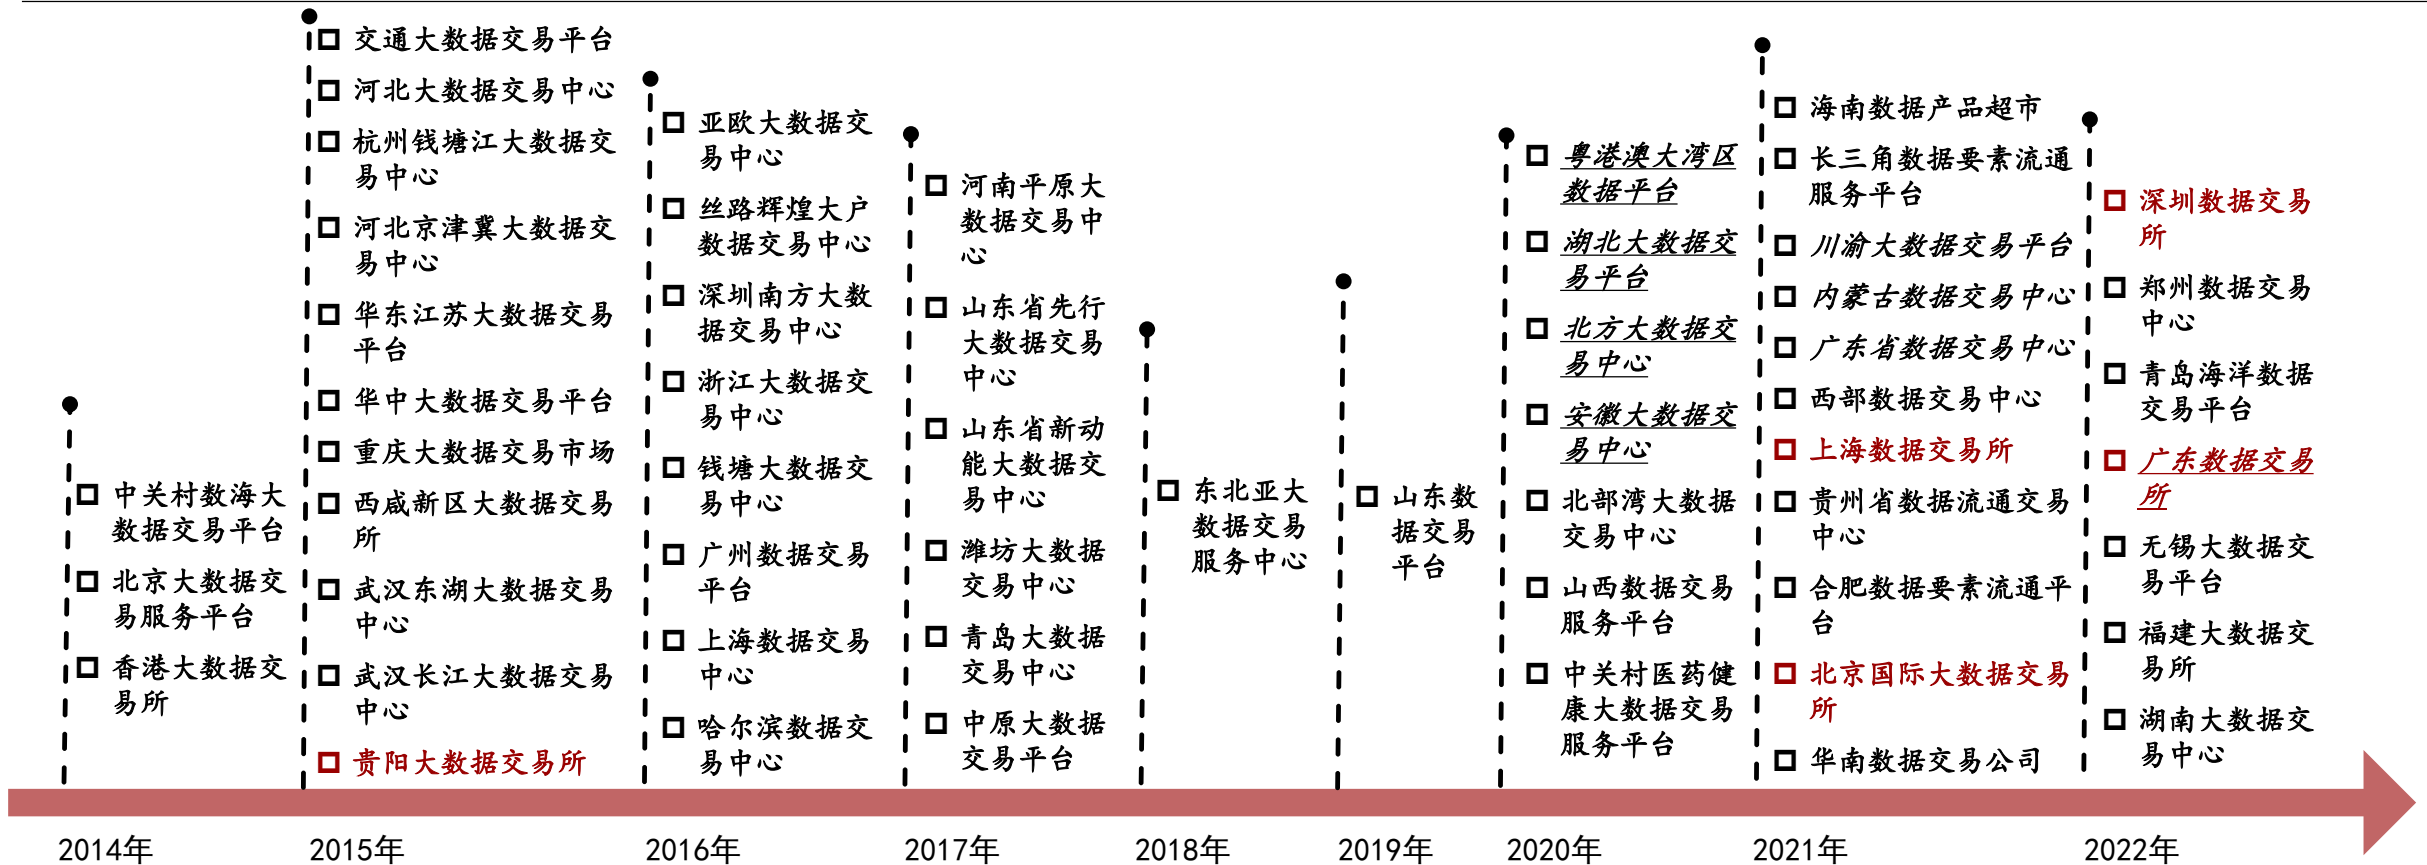 中关村数海大
数据交易平台
北京大数据交
易服务平台
香港大数据交
易所
交通大数据交易平台
河北大数据交易中心
杭州钱塘江大数据交
易中心
河北京津冀大数据交
易中心
华东江苏大数据交易
平台
华中大数据交易平台
重庆大数据交易市场
西咸新区大数据交易
所
武汉东湖大数据交易
中心
武汉长江大数据交易
中心
贵阳大数据交易所
亚欧大数据交
易中心
丝路辉煌大户
数据交易中心
深圳南方大数
据交易中心
浙江大数据交
易中心
钱塘大数据交
易中心
广州数据交易
平台
上海数据交易
中心
哈尔滨数据交
易中心
河南平原大
数据交易中
心
山东省先行
大数据交易
中心
山东省新动
能大数据交
易中心
潍坊大数据
交易中心
青岛大数据
交易中心
中原大数据
交易平台
东北亚大
数据交易
服务中心
山东数
据交易
平台
粤港澳大湾区
数据平台
湖北大数据交
易平台
北方大数据交
易中心
安徽大数据交
易中心
北部湾大数据
交易中心
山西数据交易
服务平台
中关村医药健
康大数据交易
服务平台
海南数据产品超市
长三角数据要素流通
服务平台
川渝大数据交易平台
内蒙古数据交易中心
广东省数据交易中心
西部数据交易中心
上海数据交易所
贵州省数据流通交易
中心
合肥数据要素流通平
台
北京国际大数据交易
所
华南数据交易公司
深圳数据交易
所
郑州数据交易
中心
青岛海洋数据
交易平台
广东数据交易
所
无锡大数据交
易平台
福建大数据交
易所
湖南大数据交
易中心
2014年
2015年
2016年
2017年
2018年
2019年
2020年
2021年
2022年